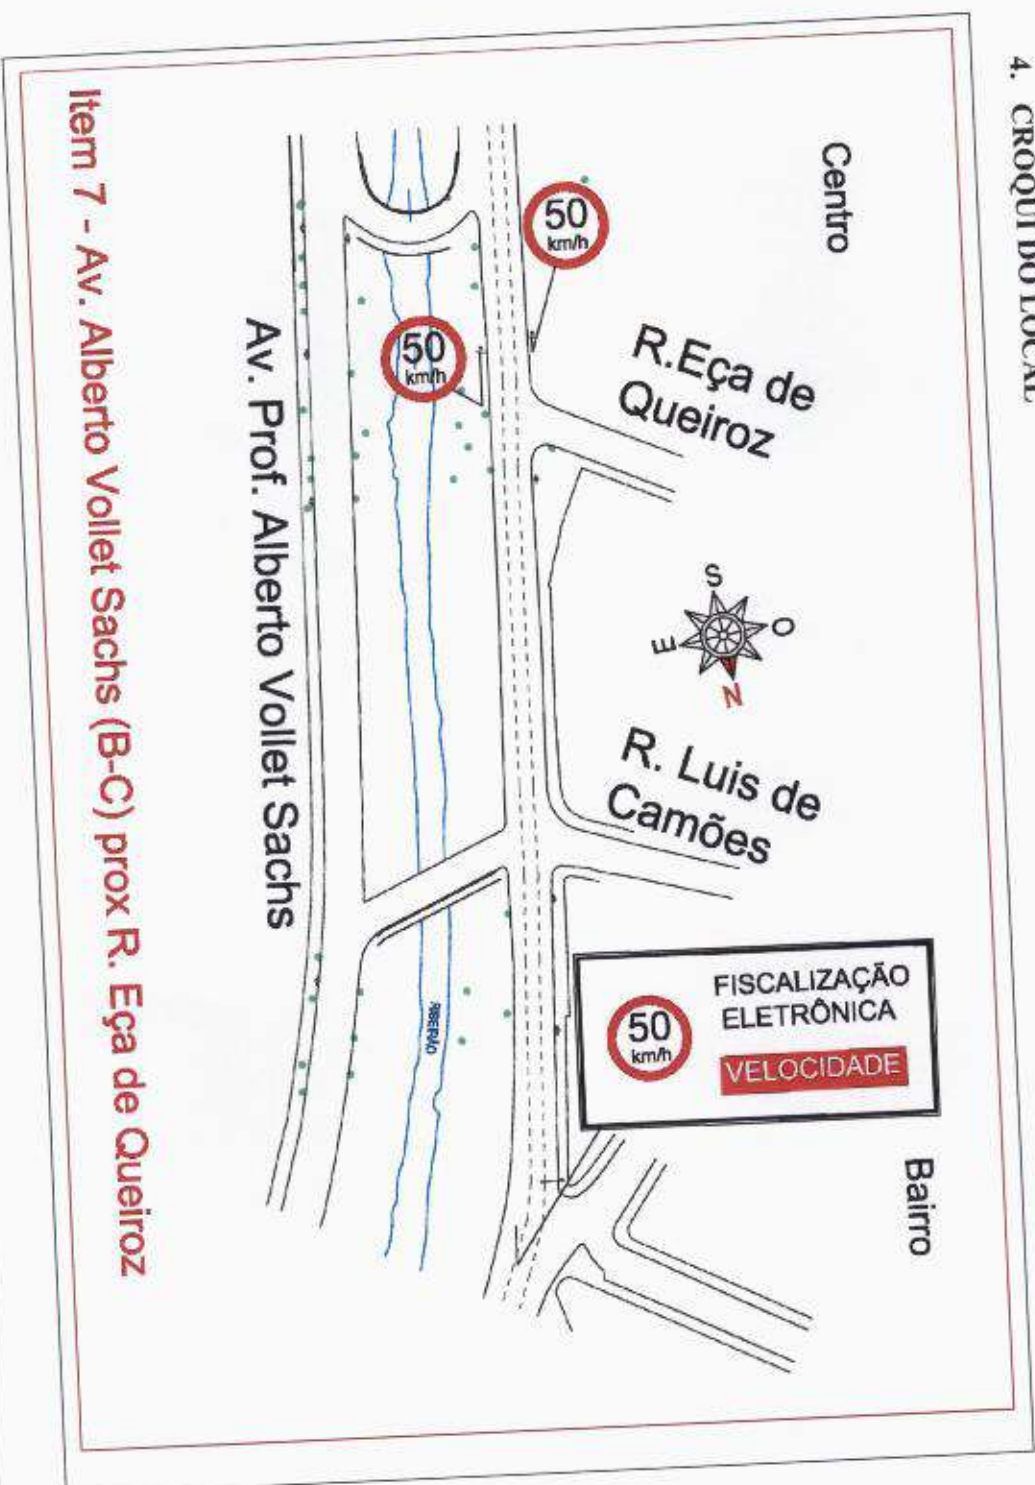 4. CROQUI DO LOCAL
Centro
Bairro
50
km/h
R.Eça de
Queiroz
S
O
E
N
R. Luis de
Camões
FISCALIZAÇÃO
ELETRÔNICA
VELOCIDADE
50
km/h
50
km/h
RIBEIRÃO
Av. Prof. Alberto Vollet Sachs
Item 7 - Av. Alberto Vollet Sachs (B-C) prox R. Eça de Queiroz